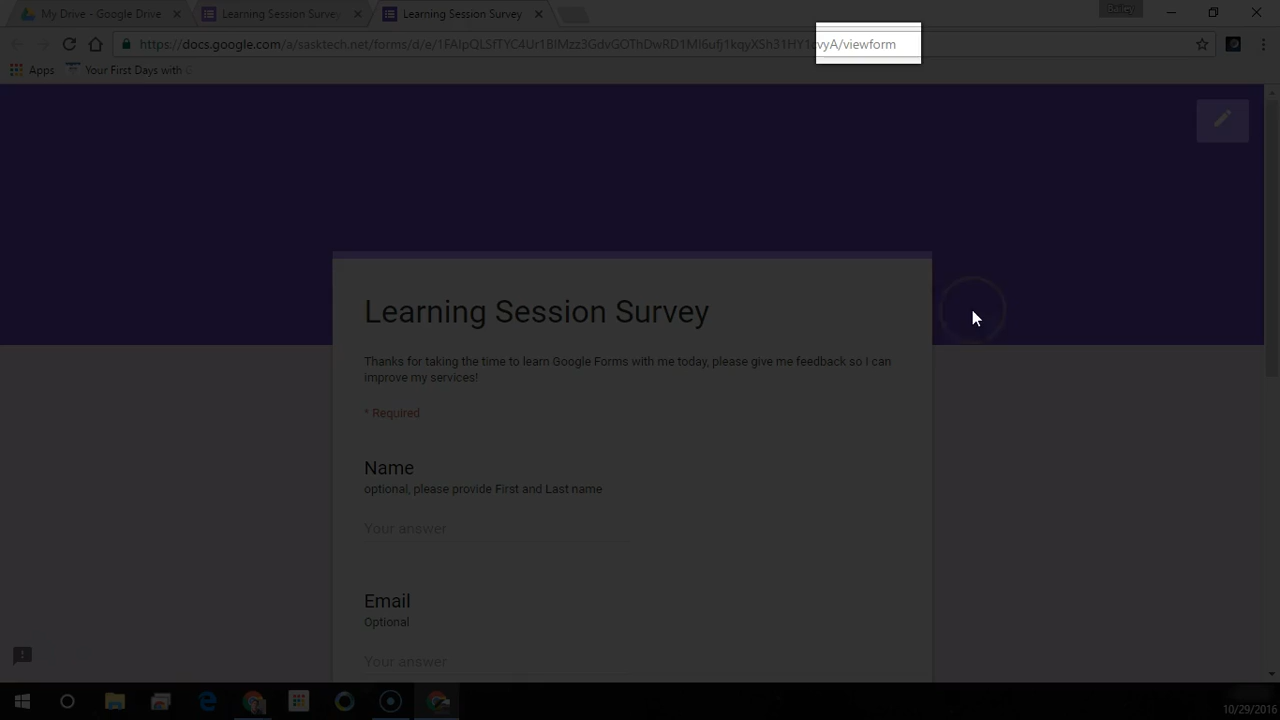 My Drive - Google Drive
Learning Session Survey
Learning Session Survey
Bailey
https://docs.google.com/a/sasktech.net/forms/d/e/
vyA/viewform
Apps
Your First Days with G
Learning Session Survey
Thanks for taking the time to learn Google Forms with me today, please give me feedback so I can
improve my services!
* Required
Name
optional, please provide First and Last name
Your answer
Email
Optional
Your answer
10/29/2016